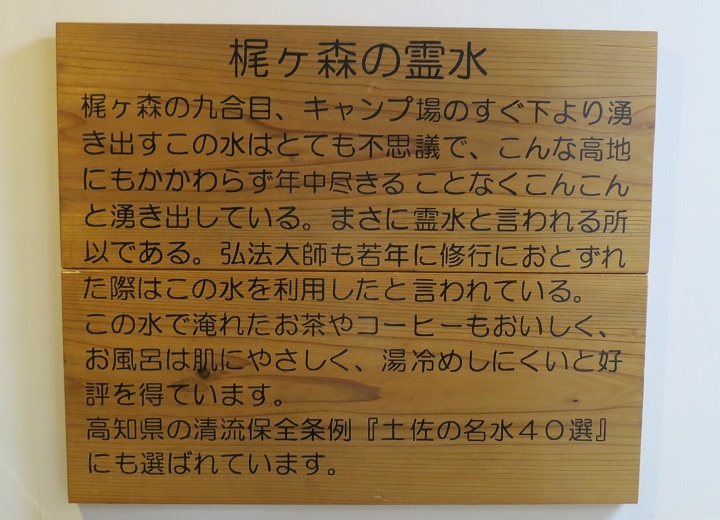 梶ヶ森の霊水
梶ヶ森の九合目、キャンプ場のすぐ下より湧
き出すこの水はとても不思議で、こんな高地
にもかかわらず年中尽きることなくこんこん
と湧き出している。まさに霊水と言われる所
以である。弘法大師も若年に修行におとずれ
た際はこの水を利用したと言われている。
この水で淹れたお茶やコーヒーもおいしく、
お風呂は肌にやさしく、湯冷めしにくいと好
評を得ています。
高知県の清流保全条例『土佐の名水４０選』
にも選ばれています。